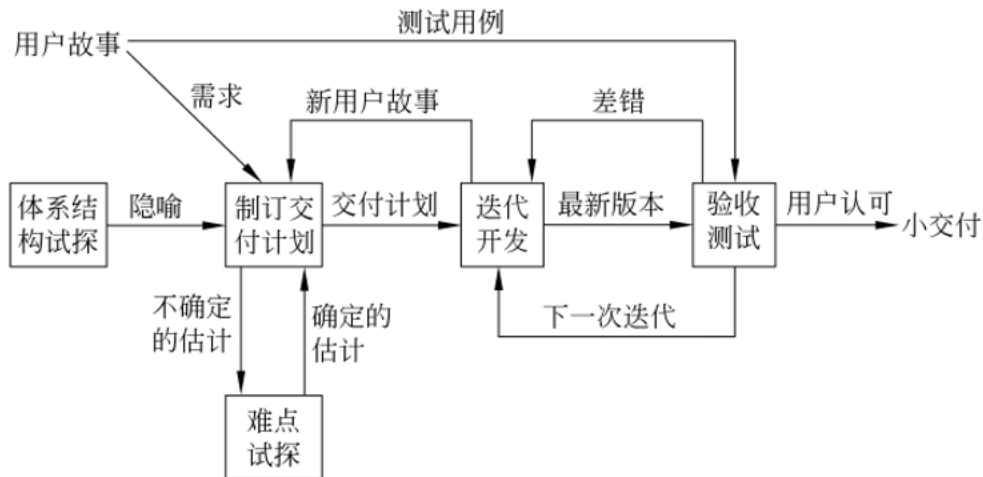 测试用例
用户故事
需求
新用户故事
差错
体系结
构试探
隐喻
制订交
付计划
交付计划
迭代
开发
最新版本
验收
测试
用户认可
小交付
不确定
的估计
确定的
估计
下一次迭代
难点
试探